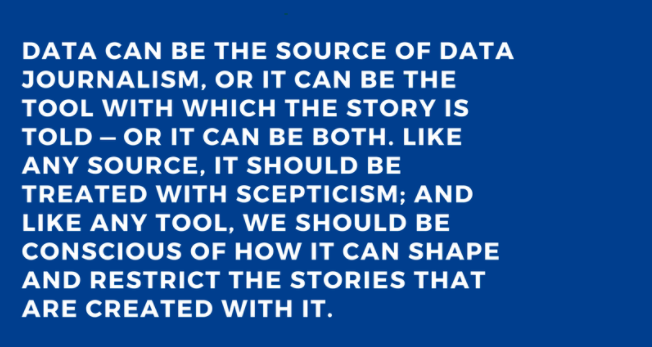 DATA CAN BE THE SOURCE OF DATA
JOURNALISM, OR IT CAN BE THE
TOOL WITH WHICH THE STORY IS
TOLD — OR IT CAN BE BOTH. LIKE
ANY SOURCE, IT SHOULD BE
TREATED WITH SCEPTICISM; AND
LIKE ANY TOOL, WE SHOULD BE
CONSCIOUS OF HOW IT CAN SHAPE
AND RESTRICT THE STORIES THAT
ARE CREATED WITH IT.